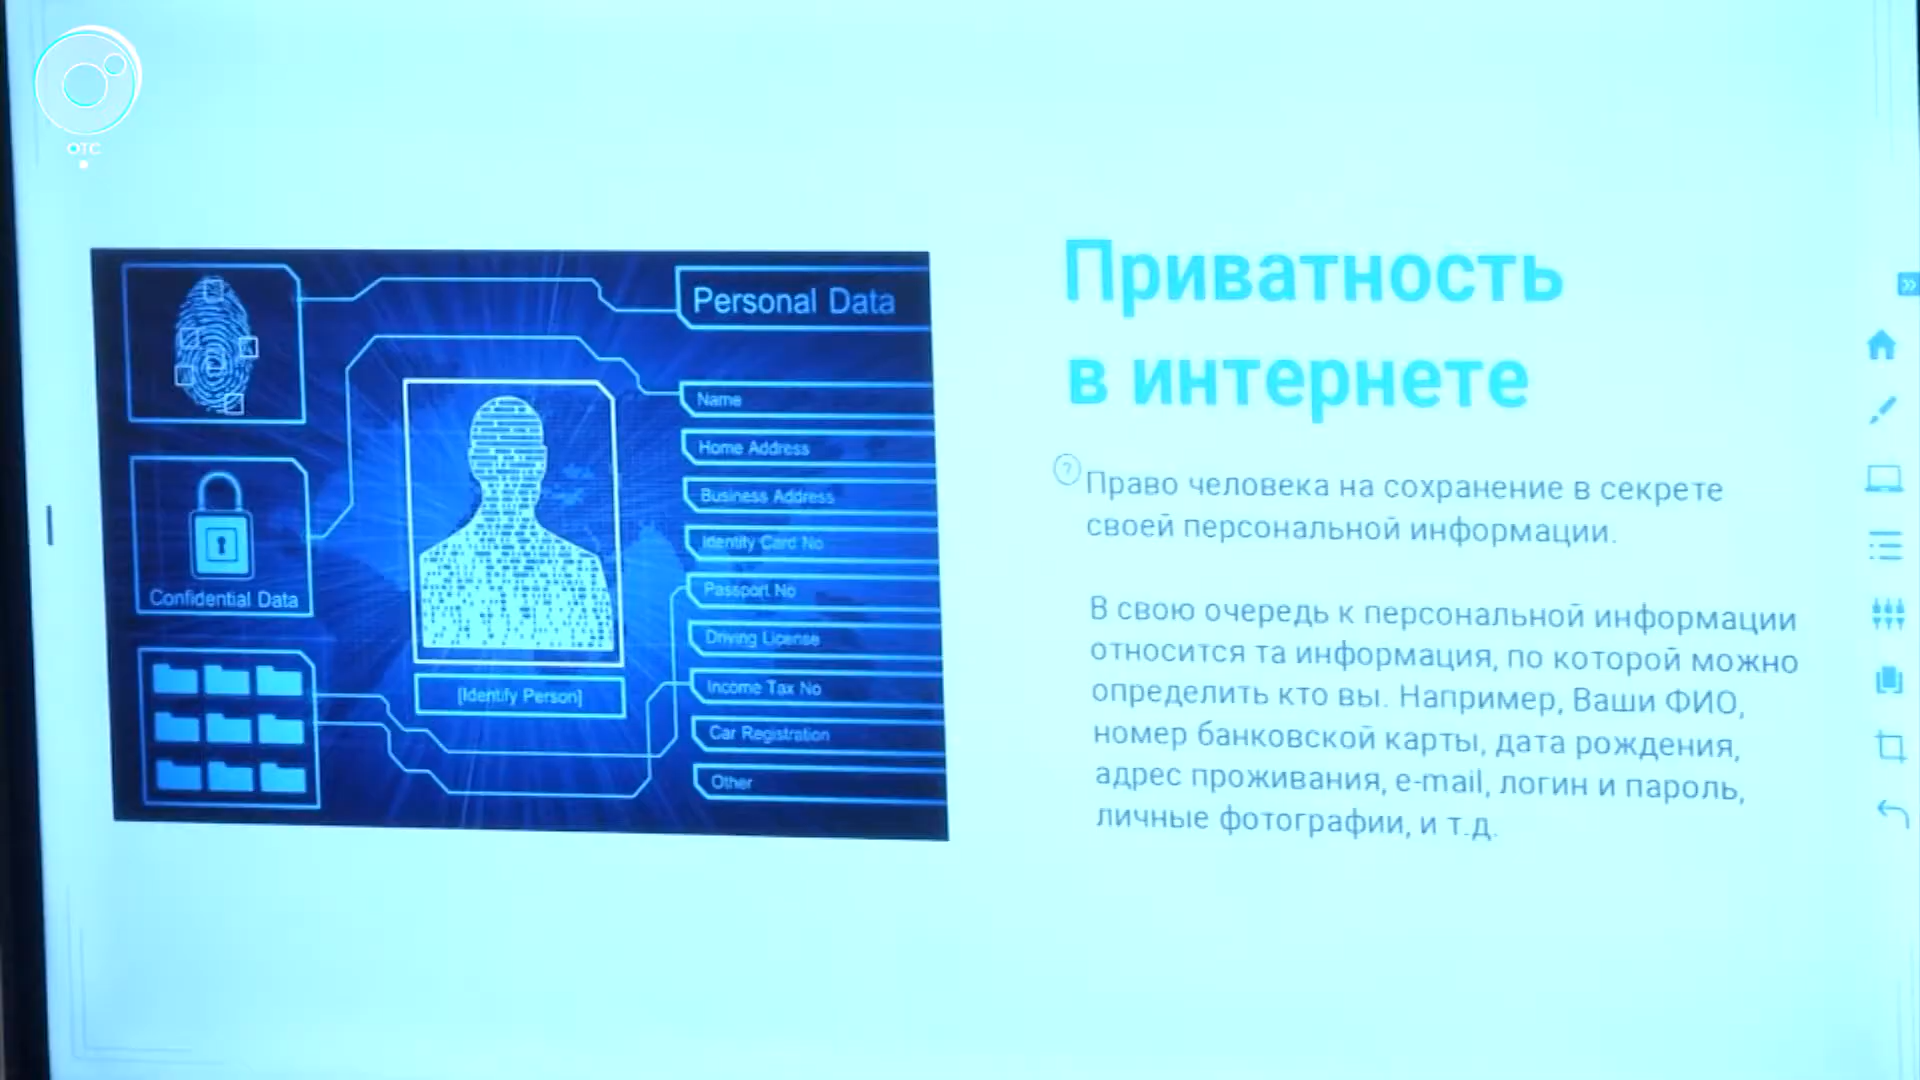 ОТС
Personal Data
Name
Home Address
Business Address
Identity Card No
Passport No
Driving License
Income Tax No
Car Registration
Other
Confidential Data
[Identify Person]
Приватность
в интернете
?
Право человека на сохранение в секрете
своей персональной информации.
В свою очередь к персональной информации
относится та информация, по которой можно
определить кто вы. Например, Ваши ФИО,
номер банковской карты, дата рождения,
адрес проживания, e-mail, логин и пароль,
личные фотографии, и т.д.